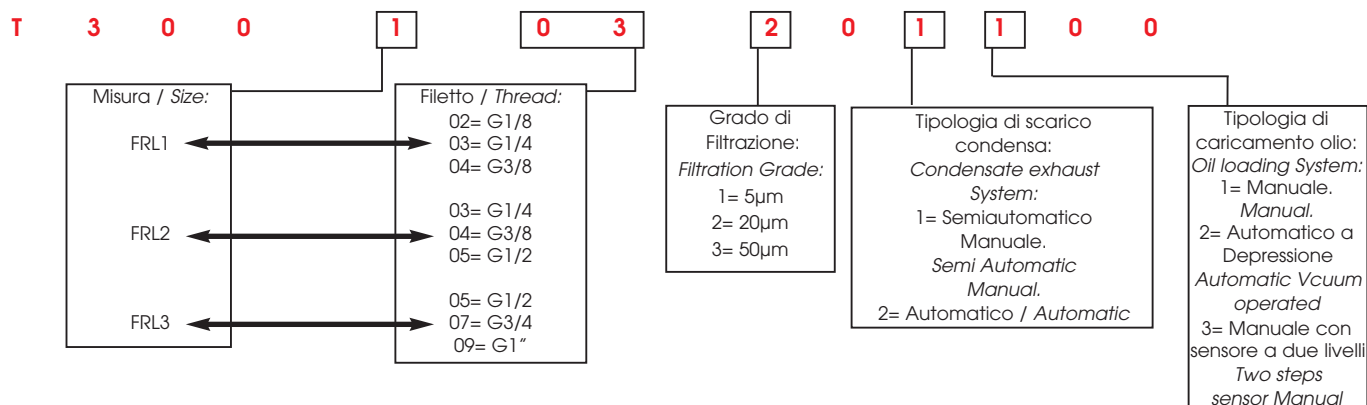 T 3 0 0 1 0 3 2 0 1 1 0 0
Misura / Size:
FRL1
FRL2
FRL3
Filetto / Thread:
02= G1/8
03= G1/4
04= G3/8
03= G1/4
04= G3/8
05= G1/2
05= G1/2
07= G3/4
09= G1"
Grado di
Filtrazione:
Filtration Grade:
1= 5µm
2= 20µm
3= 50µm
Tipologia di scarico
condensa:
Condensate exhaust
System:
1= Semiautomatico
Manuale.
Semi Automatic
Manual.
2= Automatico / Automatic
Tipologia di
caricamento olio:
Oil loading System:
1= Manuale.
Manual.
2= Automatico a
Depressione
Automatic Vcuum
operated
3= Manuale con
sensore a due livelli
Two steps
sensor Manual